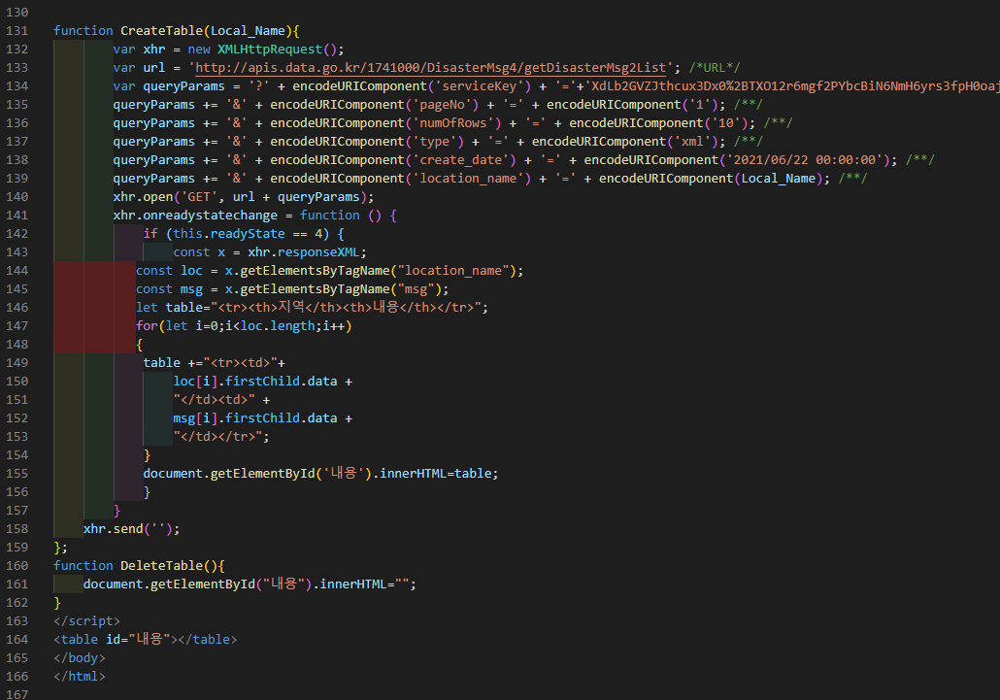 130
131 function CreateTable(Local_Name){
132 var xhr = new XMLHttpRequest();
133 var url = 'http://apis.data.go.kr/1741000/DisasterMsg4/getDisasterMsg2List'; /*URL*/
134 var queryParams = '?' + encodeURIComponent('serviceKey') + '='+'XdLb2GVZJthcux3Dx0%2BTXO12r6mgf2PYbcBiN6NmH6yrs3fpH0oaj
135 queryParams += '&' + encodeURIComponent('pageNo') + '=' + encodeURIComponent('1'); /**/
136 queryParams += '&' + encodeURIComponent('numOfRows') + '=' + encodeURIComponent('10'); /**/
137 queryParams += '&' + encodeURIComponent('type') + '=' + encodeURIComponent('xml'); /**/
138 queryParams += '&' + encodeURIComponent('create_date') + '=' + encodeURIComponent('2021/06/22 00:00:00'); /**/
139 queryParams += '&' + encodeURIComponent('location_name') + '=' + encodeURIComponent(Local_Name); /**/
140 xhr.open('GET', url + queryParams);
141 xhr.onreadystatechange = function () {
142 if (this.readyState == 4) {
143 const x = xhr.responseXML;
144 const loc = x.getElementsByTagName("location_name");
145 const msg = x.getElementsByTagName("msg");
146 let table="<tr><th>지역</th><th>내용</th></tr>";
147 for(let i=0;i<loc.length;i++)
148 {
149 table +="<tr><td>"+
150 loc[i].firstChild.data +
151 "</td><td>" +
152 msg[i].firstChild.data +
153 "</td></tr>";
154 }
155 document.getElementById('내용').innerHTML=table;
156 }
157 }
158 xhr.send('');
159 };
160 function DeleteTable(){
161 document.getElementById("내용").innerHTML="";
162 }
163 </script>
164 <table id="내용"></table>
165 </body>
166 </html>
167